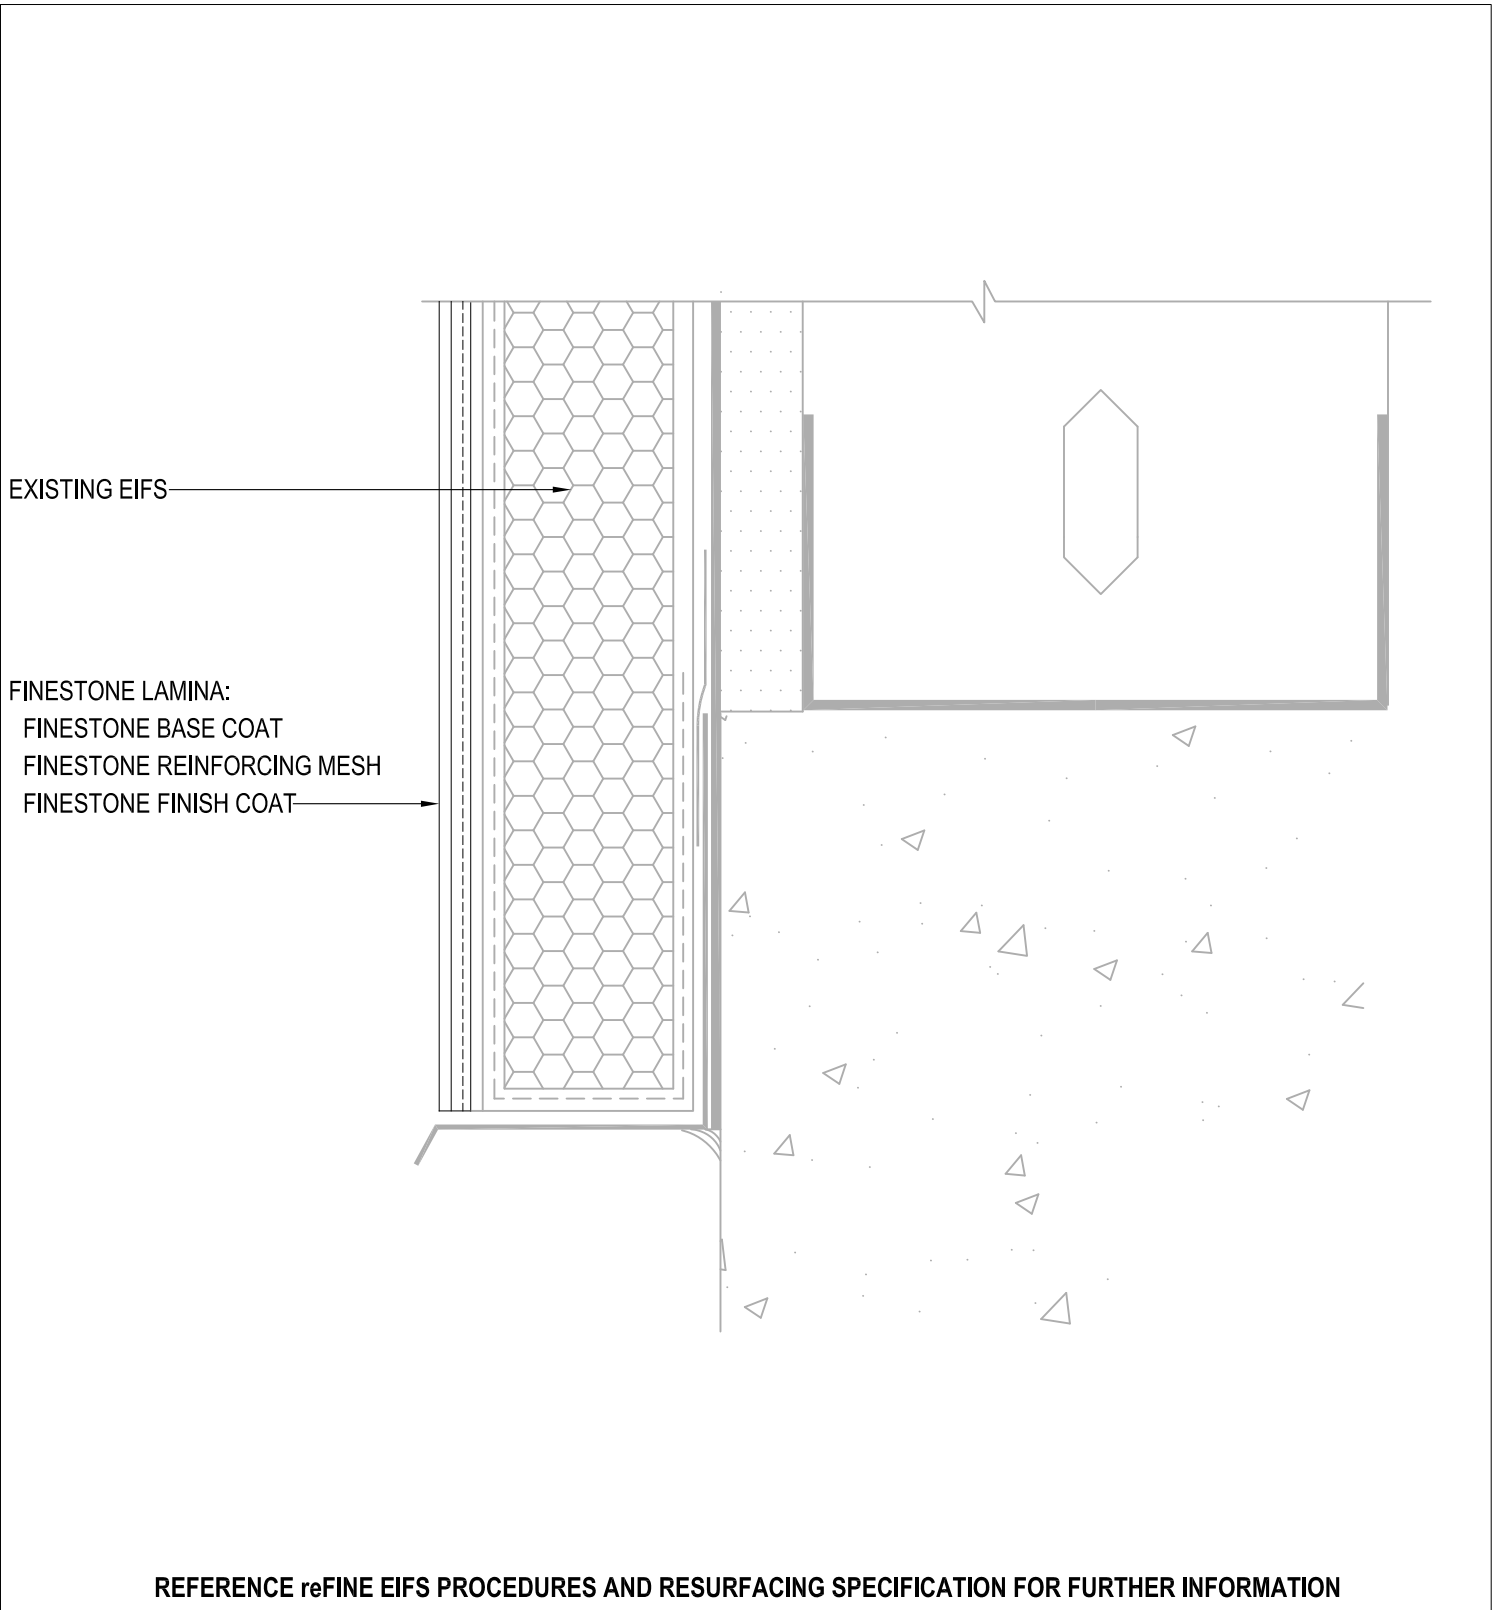 EXISTING EIFS
FINESTONE LAMINA:
FINESTONE BASE COAT
FINESTONE REINFORCING MESH
FINESTONE FINISH COAT
REFERENCE reFINE EIFS PROCEDURES AND RESURFACING SPECIFICATION FOR FURTHER INFORMATION